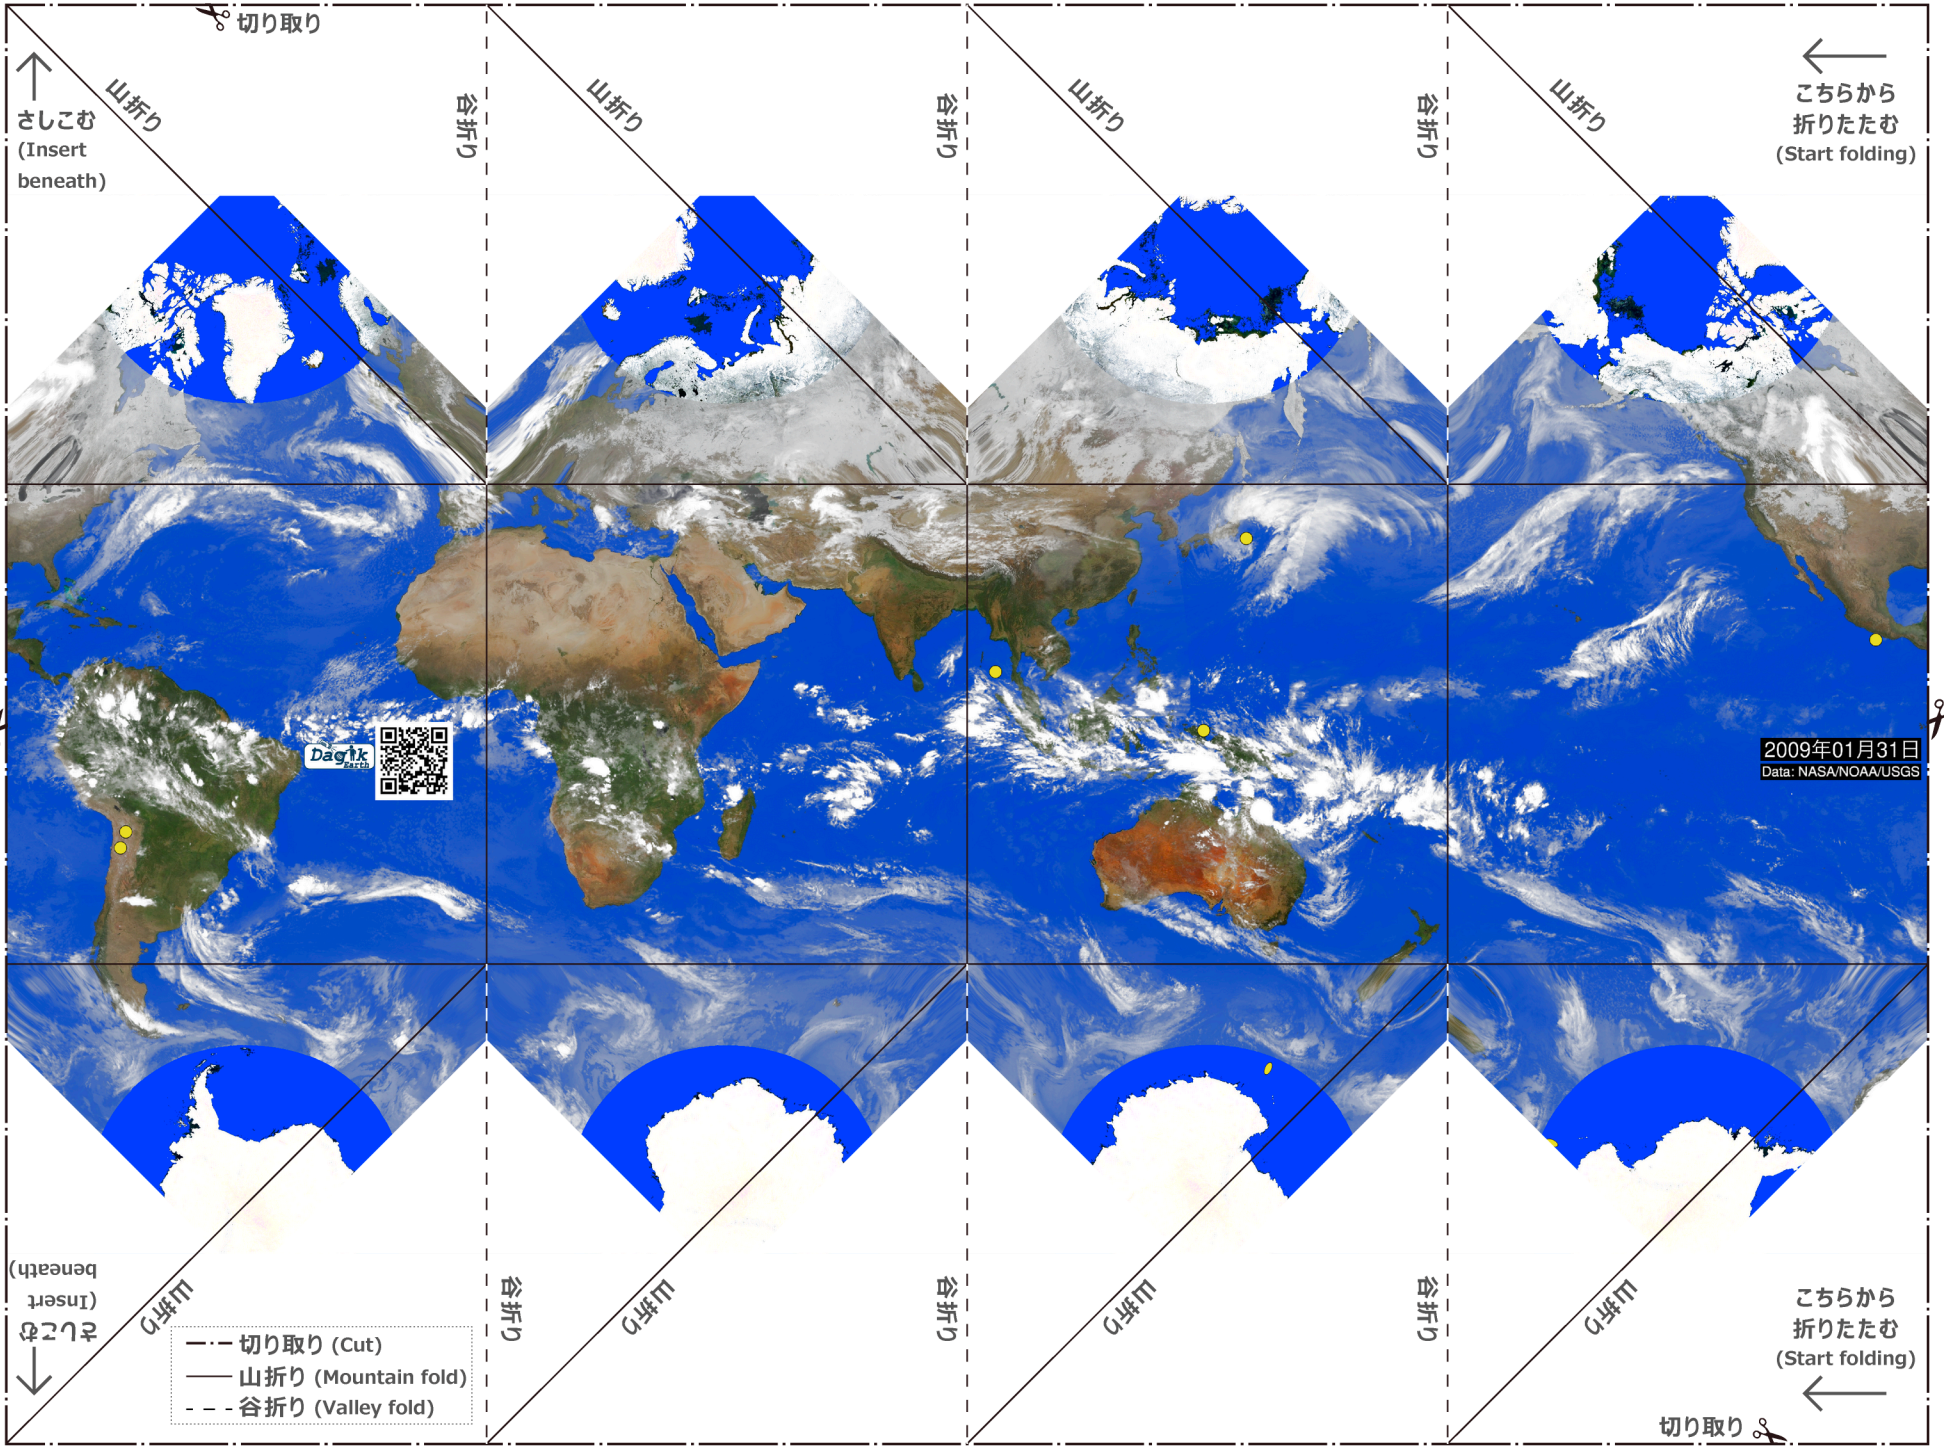 切り取り
山折り
さしこむ
(Insert
beneath)
谷折り
山折り
谷折り
山折り
谷折り
山折り
こちらから
折りたたむ
(Start folding)
Dagik
Earth
2009年01月31日
Data: NASA/NOAA/USGS
さしこむ
(Insert
beneath)
山折り
谷折り
山折り
谷折り
山折り
谷折り
山折り
こちらから
折りたたむ
(Start folding)
切り取り (Cut)
山折り (Mountain fold)
谷折り (Valley fold)
切り取り